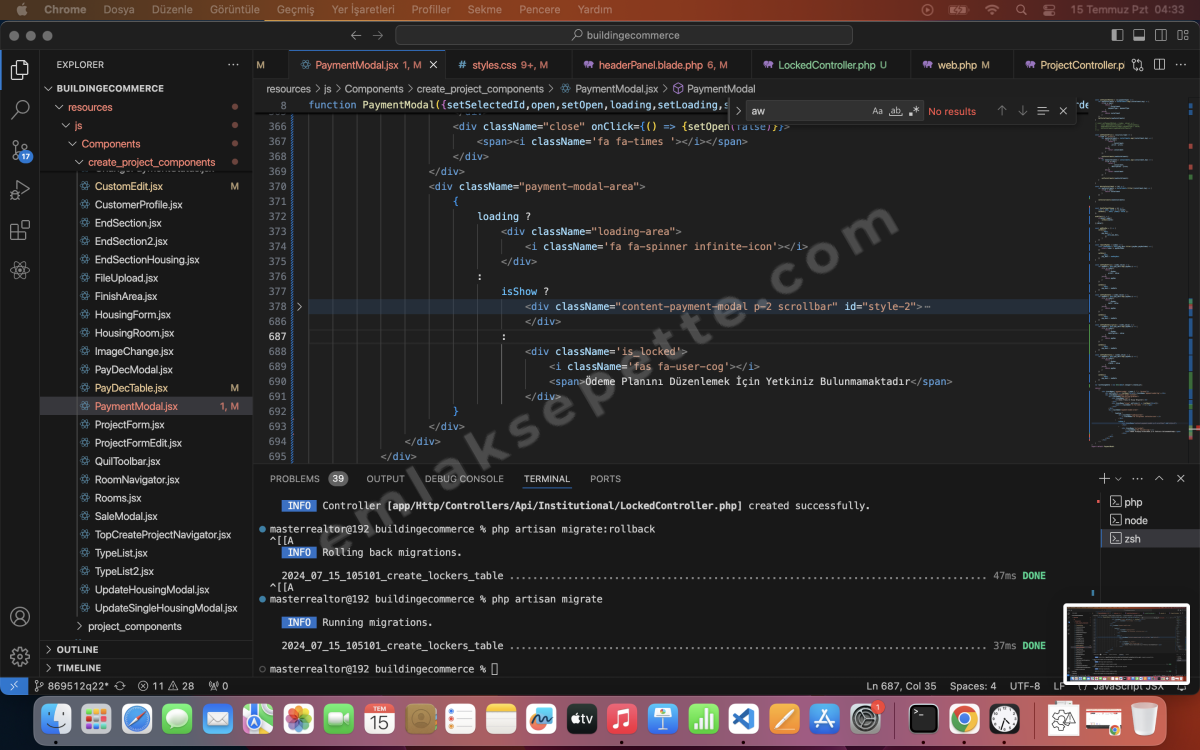 Chrome Dosya Düzenle Görüntüle Geçmiş Yer İşaretleri Profiller Sekme Pencere Yardım 15 Temmuz Pzt 04:33
buildingecommerce
EXPLORER ...
M PaymentModal.jsx 1, M styles.css 9+, M headerPanel.blade.php 6, M LockedController.php U web.php M ProjectController.p
resources > js > Components > create_project_components > PaymentModal.jsx > PaymentModal
BUILDINGECOMMERCE
resources
js
Components
create_project_components
CustomEdit.jsx M
CustomerProfile.jsx
EndSection.jsx
EndSection2.jsx
EndSectionHousing.jsx
FileUpload.jsx
FinishArea.jsx
HousingForm.jsx
HousingRoom.jsx
ImageChange.jsx
PayDecModal.jsx
PayDecTable.jsx M
PaymentModal.jsx 1, M
ProjectForm.jsx
ProjectFormEdit.jsx
QuilToolbar.jsx
RoomNavigator.jsx
Rooms.jsx
SaleModal.jsx
TopCreateProjectNavigator.jsx
TypeList.jsx
TypeList2.jsx
UpdateHousingModal.jsx
UpdateSingleHousingModal.jsx
project_components
OUTLINE
TIMELINE
17
8 function PaymentModal({setSelectedId,open,setOpen,loading,setLoading,s
aw Aa ab .* No results
366 <div className="close" onClick={() => {setOpen(false)}}>
367 <span><i className='fa fa-times '></i></span>
368 </div>
369 </div>
370 <div className="payment-modal-area">
371 {
372 loading ?
373 <div className="loading-area">
374 <i className='fa fa-spinner infinite-icon'></i>
375 </div>
376 :
377 isShow ?
378 <div className="content-payment-modal p-2 scrollbar" id="style-2">
686 </div>
687 :
688 <div className='is_locked'>
689 <i className='fas fa-user-cog'></i>
690 <span>Ödeme Planını Düzenlemek İçin Yetkiniz Bulunmamaktadır</span>
691 </div>
692 }
693 </div>
694 </div>
695 </div>
emlaksepette.com
PROBLEMS 39 OUTPUT DEBUG CONSOLE TERMINAL PORTS
INFO Controller [app/Http/Controllers/Api/Institutional/LockedController.php] created successfully.
masterrealtor@192 buildingecommerce % php artisan migrate:rollback
^[[A
INFO Rolling back migrations.
2024_07_15_105101_create_lockers_table ................................ 47ms DONE
^[[A
masterrealtor@192 buildingecommerce % php artisan migrate
INFO Running migrations.
2024_07_15_105101_create_lockers_table ................................ 37ms DONE
masterrealtor@192 buildingecommerce %
php
node
zsh
869512q22* 11 28 0 Ln 687, Col 35 Spaces: 4 UTF-8 LF {} JavaScript JSX
TEM
15
tv
1